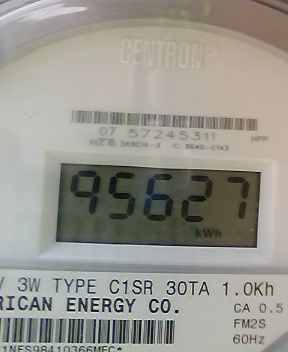 CENTRON®
07 57245311
95627
kWh
V 3W TYPE C1SR 30TA 1.0Kh
RICAN ENERGY CO.
CA 0.5
FM2S
60Hz